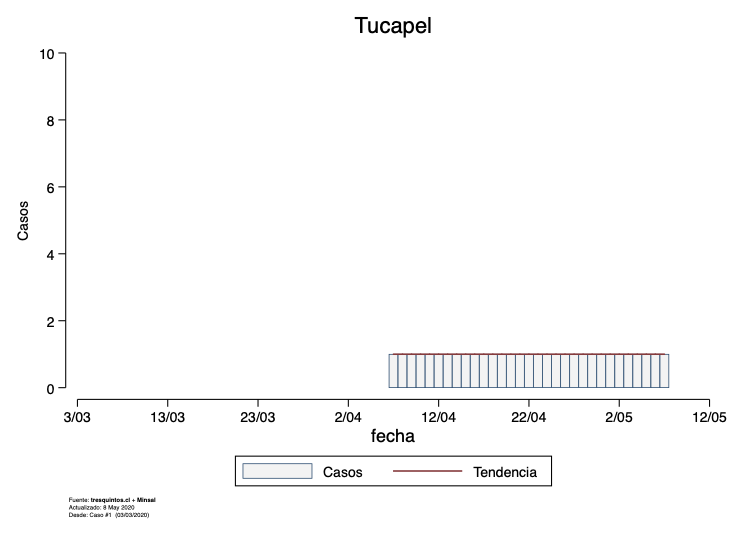 Tucapel
Casos
10
8
6
4
2
0
3/03 13/03 23/03 2/04 12/04 22/04 2/05 12/05
fecha
Casos Tendencia
Fuente: tresquintos.cl + Minsal
Actualizado: 8 May 2020
Desde: Caso #1 (03/03/2020)